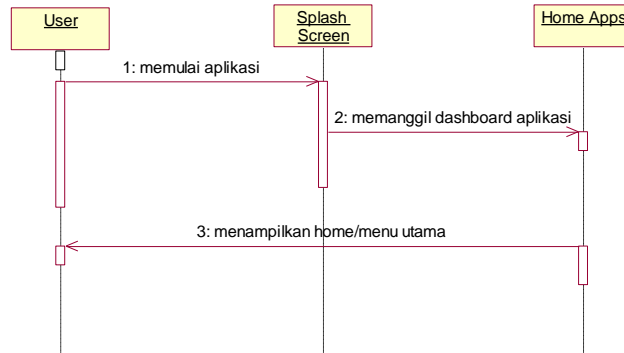 User
Splash
Screen
Home Apps
1: memulai aplikasi
2: memanggil dashboard aplikasi
3: menampilkan home/menu utama